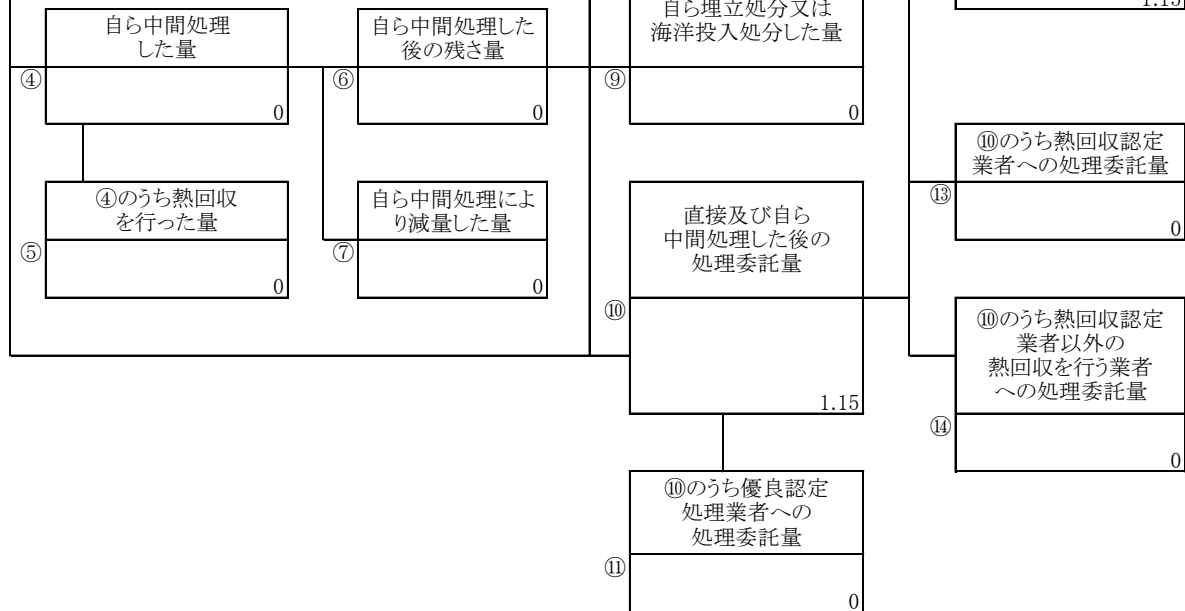 自ら中間処理
した量
④
0
④のうち熱回収
を行った量
⑤
0
自ら中間処理した
後の残さ量
⑥
0
自ら中間処理によ
り減量した量
⑦
0
自ら埋立処分又は
海洋投入処分した量
⑨
0
直接及び自ら
中間処理した後の
処理委託量
⑩
1.15
⑩のうち優良認定
処理業者への
処理委託量
⑪
0
1.15
⑩のうち熱回収認定
業者への処理委託量
⑬
0
⑩のうち熱回収認定
業者以外の
熱回収を行う業者
への処理委託量
⑭
0